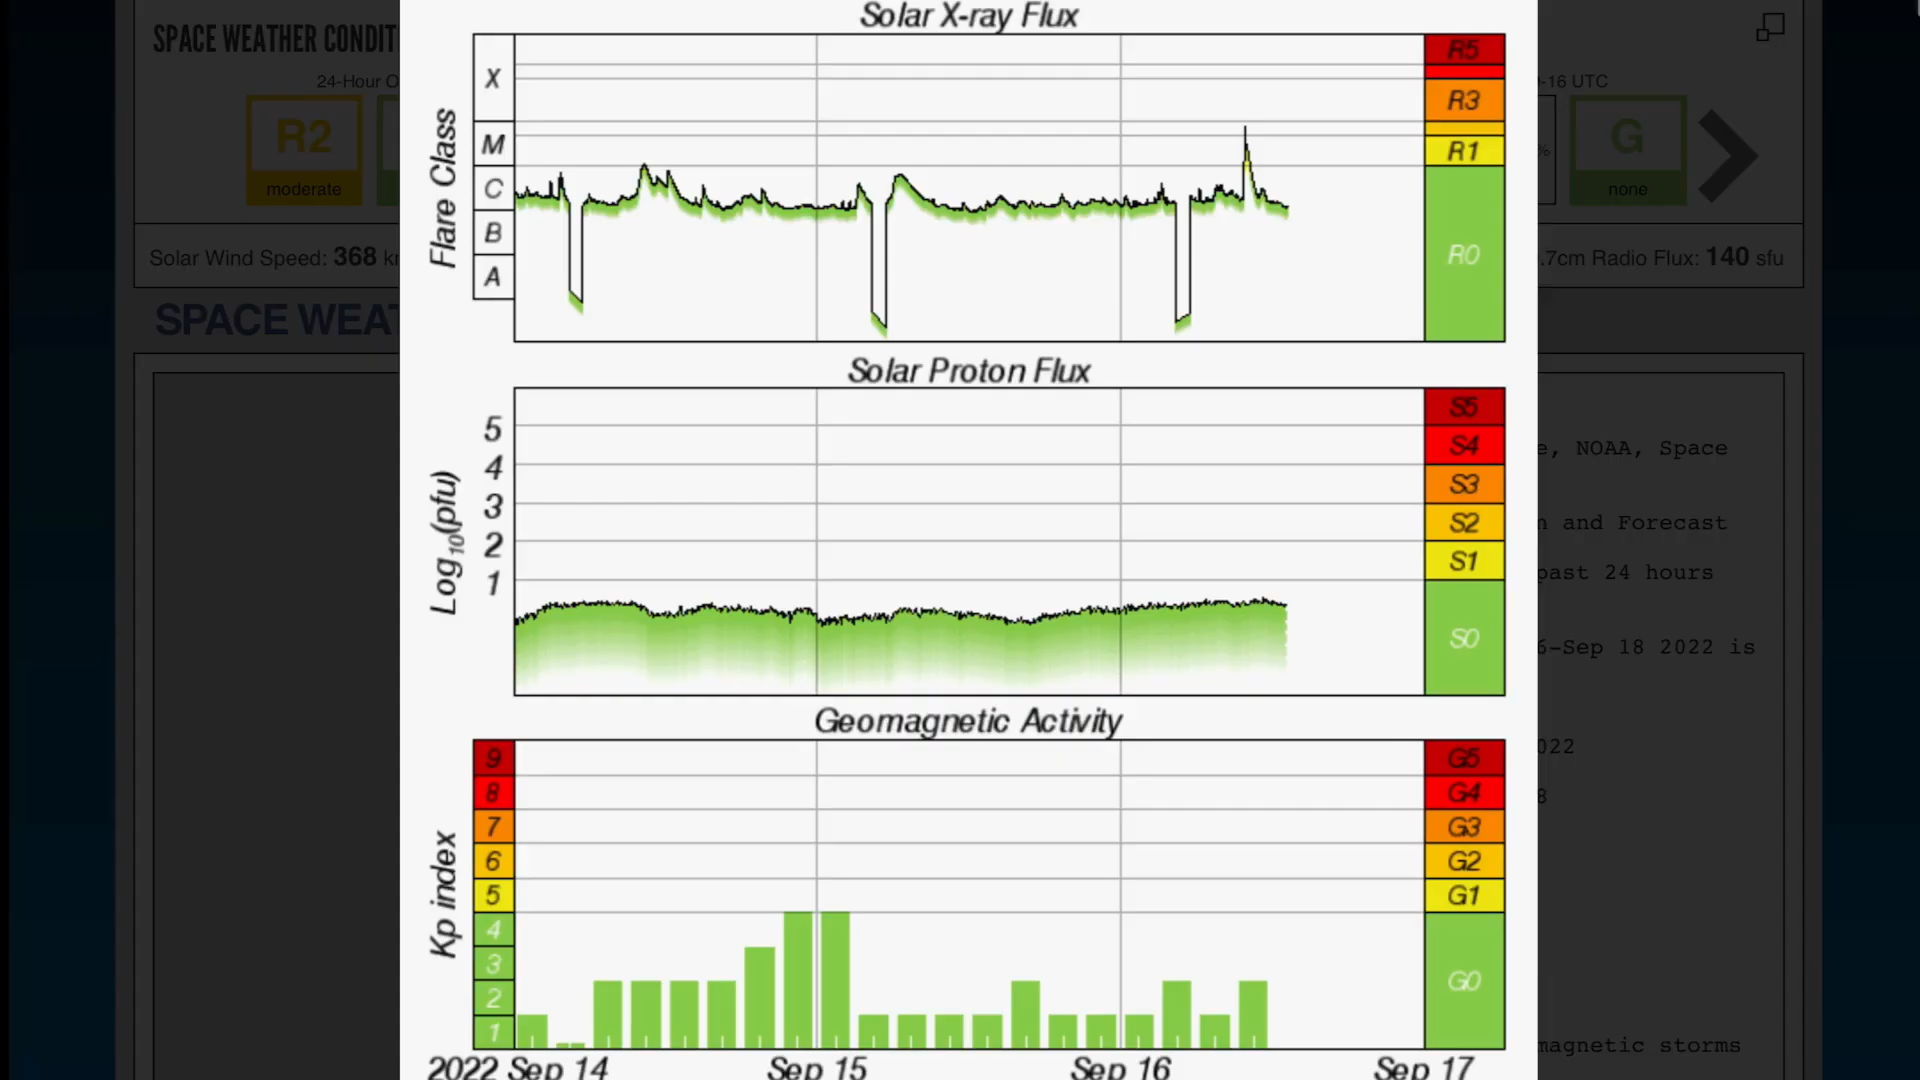 SPACE WEATHER CONDIT
24-Hour O
R2
moderate
Solar Wind Speed: 368 k
SPACE WEA
-16 UTC
%
G
none
.7cm Radio Flux: 140 sfu
e, NOAA, Space
n and Forecast
past 24 hours
6-Sep 18 2022 is
022
8
magnetic storms
Solar X-ray Flux
Flare Class
X
M
C
B
A
R5
R3
R1
R0
Solar Proton Flux
Log10(pfu)
5
4
3
2
1
S5
S4
S3
S2
S1
S0
Geomagnetic Activity
Kp index
9
8
7
6
5
4
3
2
1
G5
G4
G3
G2
G1
G0
2022 Sep 14
Sep 15
Sep 16
Sep 17